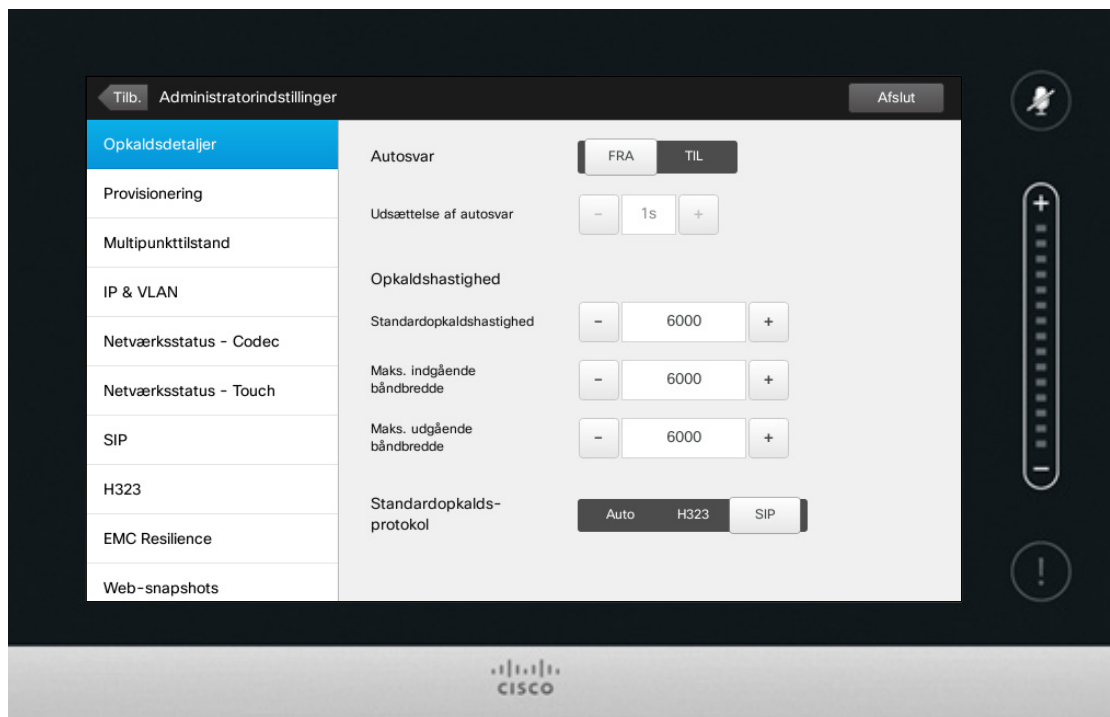 Tilb. Administratorindstillinger Afslut
Opkaldsdetaljer
Provisionering
Multipunkttilstand
IP & VLAN
Netværksstatus - Codec
Netværksstatus - Touch
SIP
H323
EMC Resilience
Web-snapshots
Autosvar FRA TIL
Udsættelse af autosvar - 1s +
Opkaldshastighed
Standardopkaldshastighed - 6000 +
Maks. indgående
båndbredde - 6000 +
Maks. udgående
båndbredde - 6000 +
Standardopkalds-
protokol Auto H323 SIP
+
-
!
CISCO